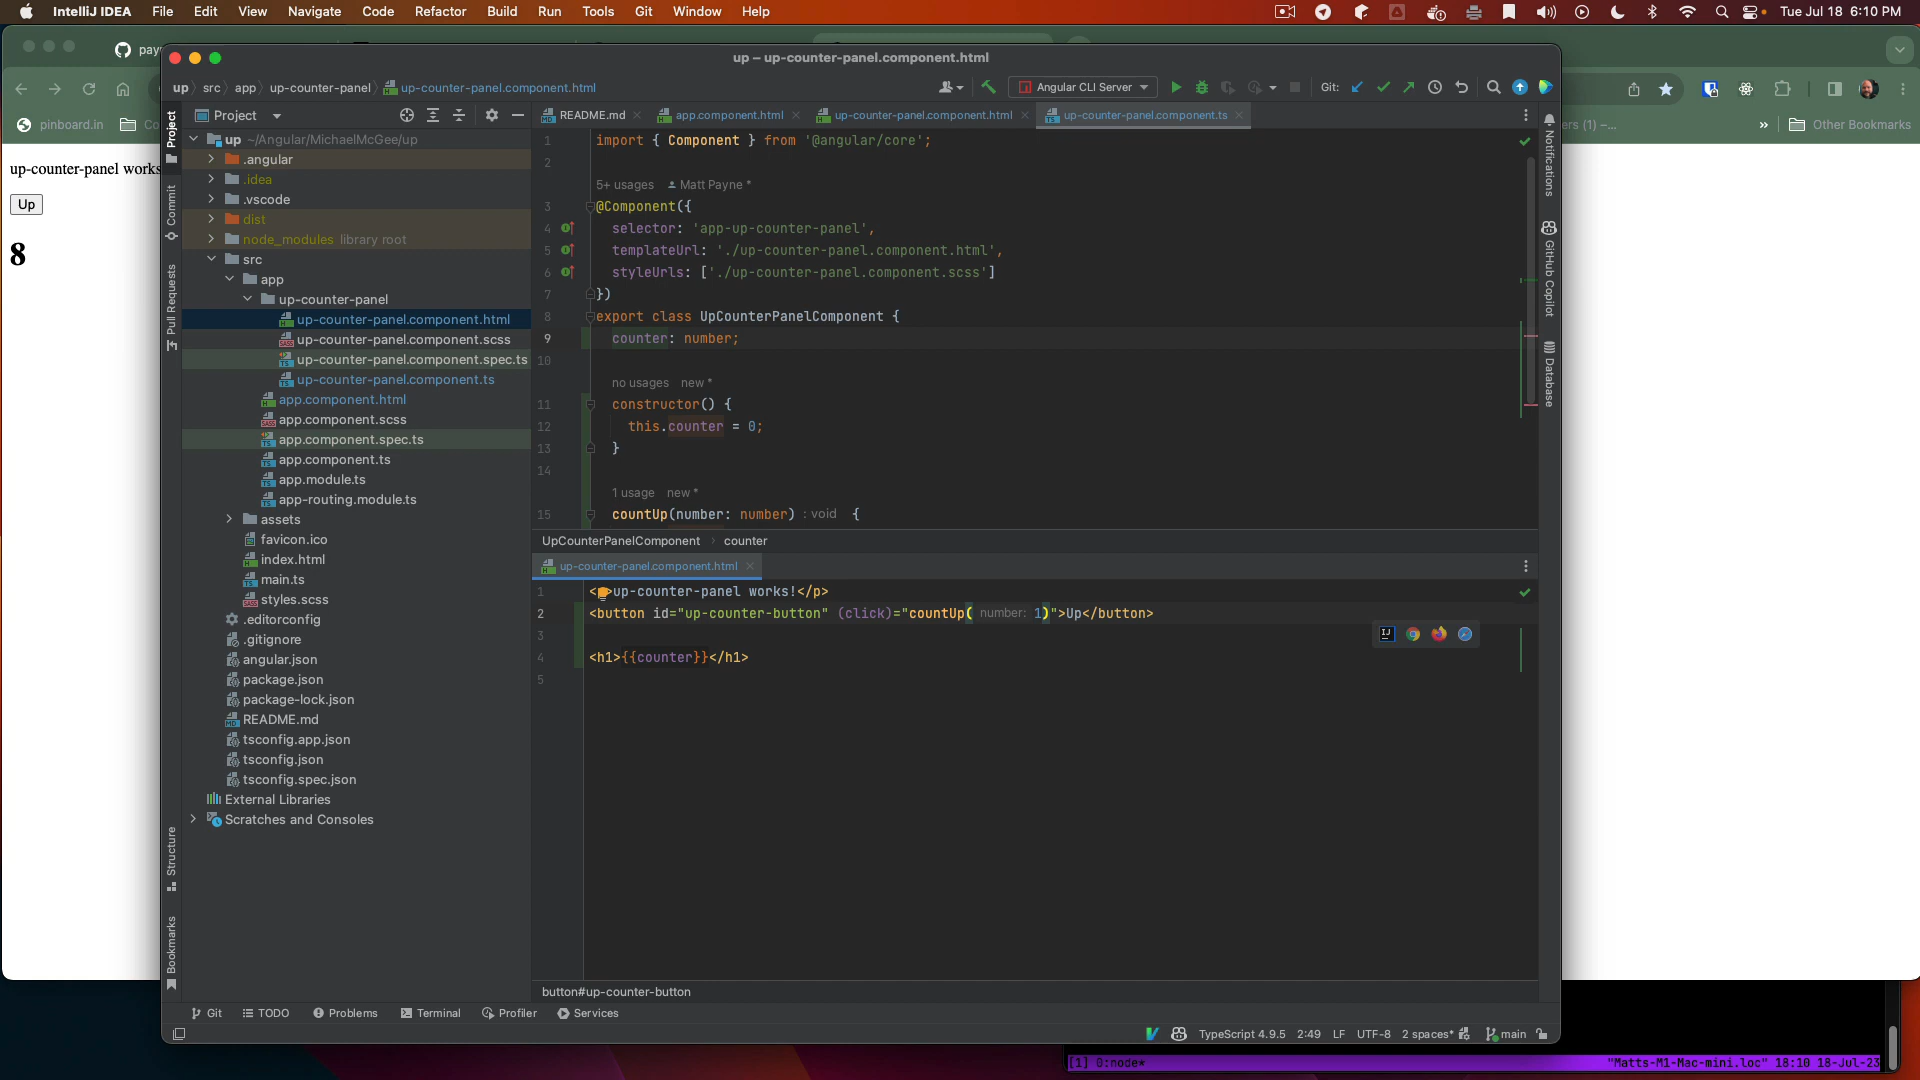 IntelliJ IDEA File Edit View Navigate Code Refactor Build Run Tools Git Window Help Tue Jul 18 6:10 PM
up – up-counter-panel.component.html
up src app up-counter-panel up-counter-panel.component.html Angular CLI Server Git:
pinboard.in
Other Bookmarks
up-counter-panel works
Up
8
Project
README.md app.component.html up-counter-panel.component.html up-counter-panel.component.ts
Project
Commit
Pull Requests
Structure
Bookmarks
up ~/Angular/MichaelMcGee/up
.angular
.idea
.vscode
dist
node_modules library root
src
app
up-counter-panel
up-counter-panel.component.html
up-counter-panel.component.scss
up-counter-panel.component.spec.ts
up-counter-panel.component.ts
app.component.html
app.component.scss
app.component.spec.ts
app.component.ts
app.module.ts
app-routing.module.ts
assets
favicon.ico
index.html
main.ts
styles.scss
.editorconfig
.gitignore
angular.json
package.json
package-lock.json
README.md
tsconfig.app.json
tsconfig.json
tsconfig.spec.json
External Libraries
Scratches and Consoles
1 import { Component } from '@angular/core';
2
5+ usages Matt Payne *
3 @Component({
4 selector: 'app-up-counter-panel',
5 templateUrl: './up-counter-panel.component.html',
6 styleUrls: ['./up-counter-panel.component.scss']
7 })
8 export class UpCounterPanelComponent {
9 counter: number;
10
no usages new *
11 constructor() {
12 this.counter = 0;
13 }
14
1 usage new *
15 countUp(number: number) : void {
UpCounterPanelComponent counter
up-counter-panel.component.html
1 <p>up-counter-panel works!</p>
2 <button id="up-counter-button" (click)="countUp( number: 1)">Up</button>
3
4 <h1>{{counter}}</h1>
5
button#up-counter-button
Notifications
GitHub Copilot
Database
Git TODO Problems Terminal Profiler Services
TypeScript 4.9.5 2:49 LF UTF-8 2 spaces* main
[1] 0:node* "Matts-M1-Mac-mini.loc" 18:10 18-Jul-23